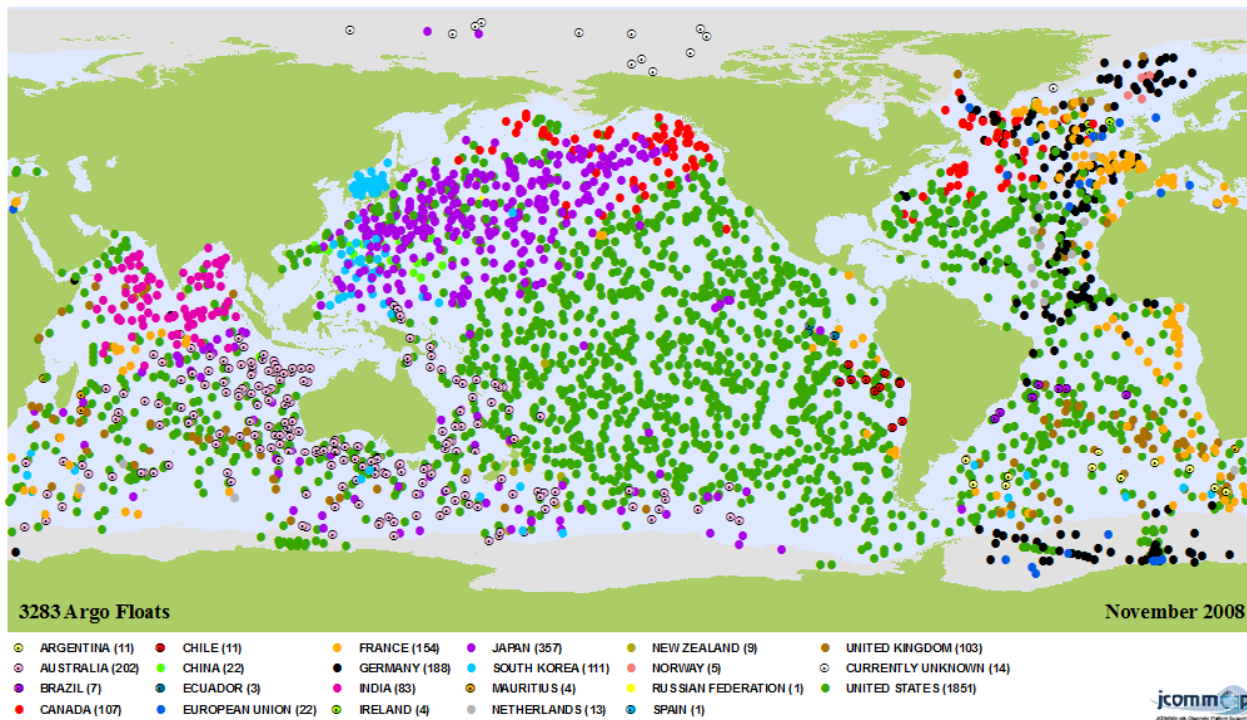 3283 Argo Floats
November 2008
ARGENTINA (11)
CHILE (11)
FRANCE (154)
JAPAN (357)
NEW ZEALAND (9)
UNITED KINGDOM (103)
AUSTRALIA (202)
CHINA (22)
GERMANY (188)
SOUTH KOREA (111)
NORWAY (5)
CURRENTLY UNKNOWN (14)
BRAZIL (7)
ECUADOR (3)
INDIA (83)
MAURITIUS (4)
RUSSIAN FEDERATION (1)
UNITED STATES (1851)
CANADA (107)
EUROPEAN UNION (22)
IRELAND (4)
NETHERLANDS (13)
SPAIN (1)